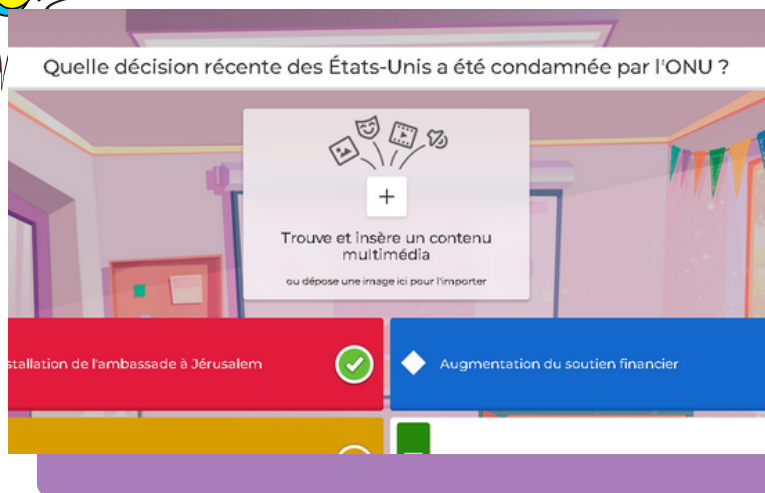 Quelle décision récente des États-Unis a été condamnée par l'ONU ?
Trouve et insère un contenu
multimédia
ou dépose une image ici pour l'importer
stallation de l'ambassade à Jérusalem
Augmentation du soutien financier